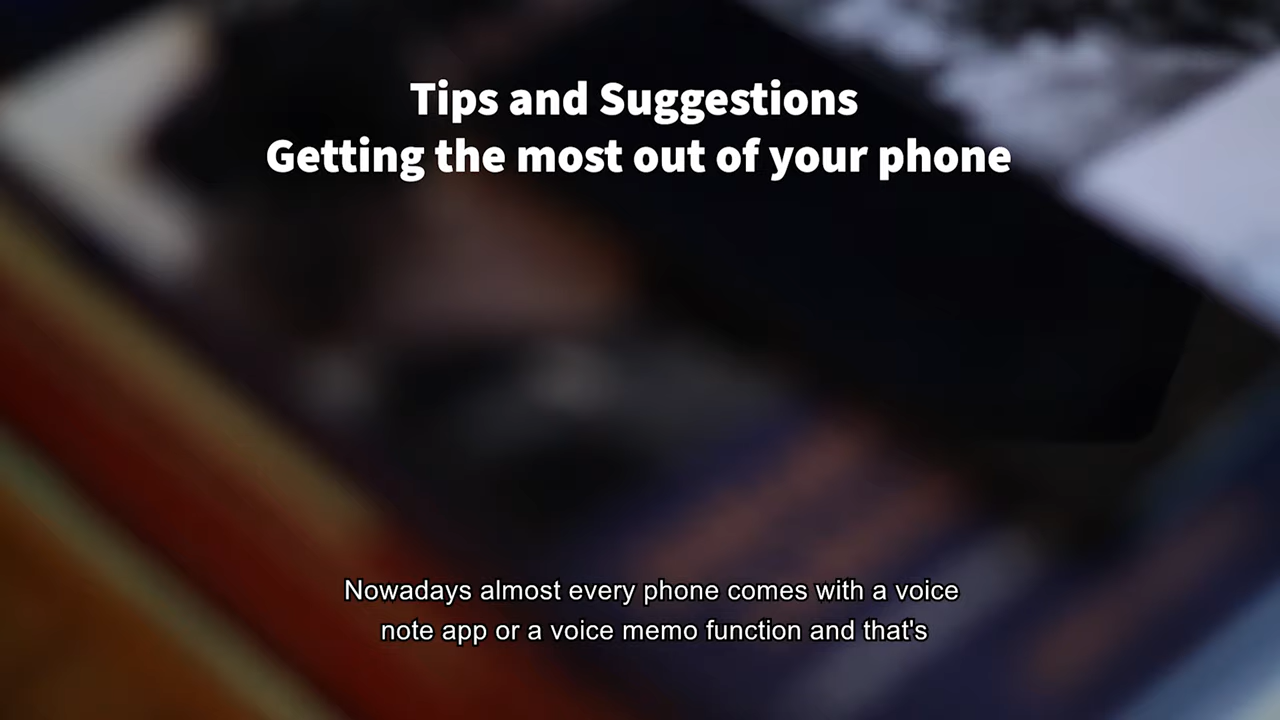 Tips and Suggestions
Getting the most out of your phone
Nowadays almost every phone comes with a voice
note app or a voice memo function and that's